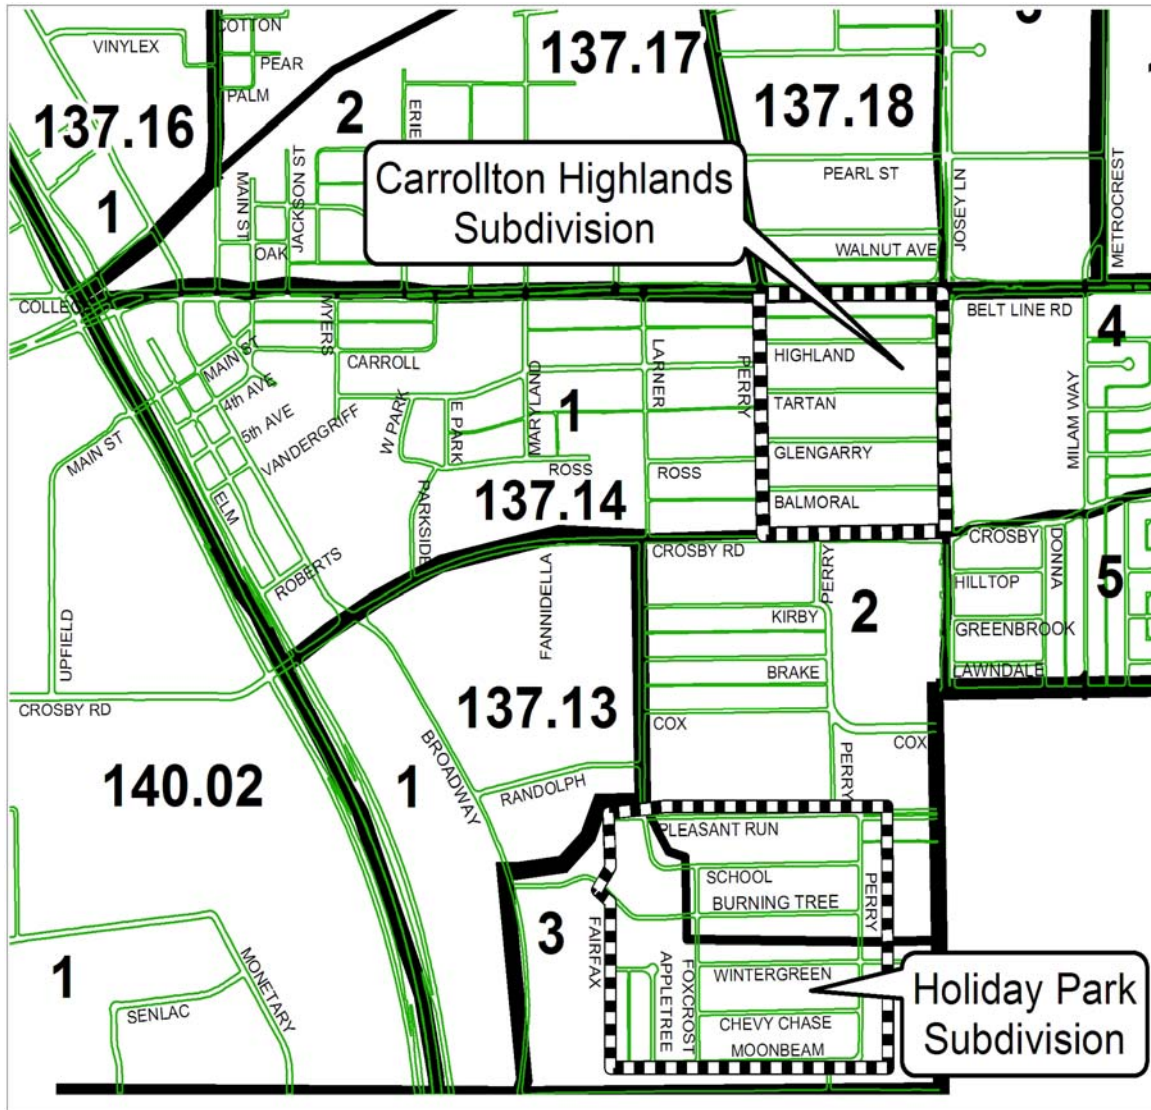 COTTON
VINYLEX
PEAR
PALM
137.17
137.16
2
ERIE
137.18
METROCREST
PEARL ST
Carrollton Highlands
Subdivision
1
MAIN ST
JACKSON ST
OAK
JOSEY LN
WALNUT AVE
BELT LINE RD
MYERS
CARROLL
LARNER
PERRY
HIGHLAND
4
MAIN ST
4th AVE
5th AVE
VANDERGRIFF
W PARK
E PARK
MARYLAND
1
TARTAN
MILAM WAY
MAIN ST
ROSS
ROSS
GLENGARRY
ELM
PARKSIDE
137.14
BALMORAL
CROSBY RD
CROSBY
DONNA
ROBERTS
FANNIDELLA
PERRY
HILLTOP
5
UPFIELD
KIRBY
2
GREENBROOK
BRAKE
LAWNDALE
CROSBY RD
137.13
COX
COX
140.02
1
BROADWAY
RANDOLPH
PERRY
PLEASANT RUN
SCHOOL
BURNING TREE
PERRY
3
FAIRFAX
APPLETREE
FOXCROST
WINTERGREEN
1
MONETARY
SENLAC
CHEVY CHASE
MOONBEAM
Holiday Park
Subdivision